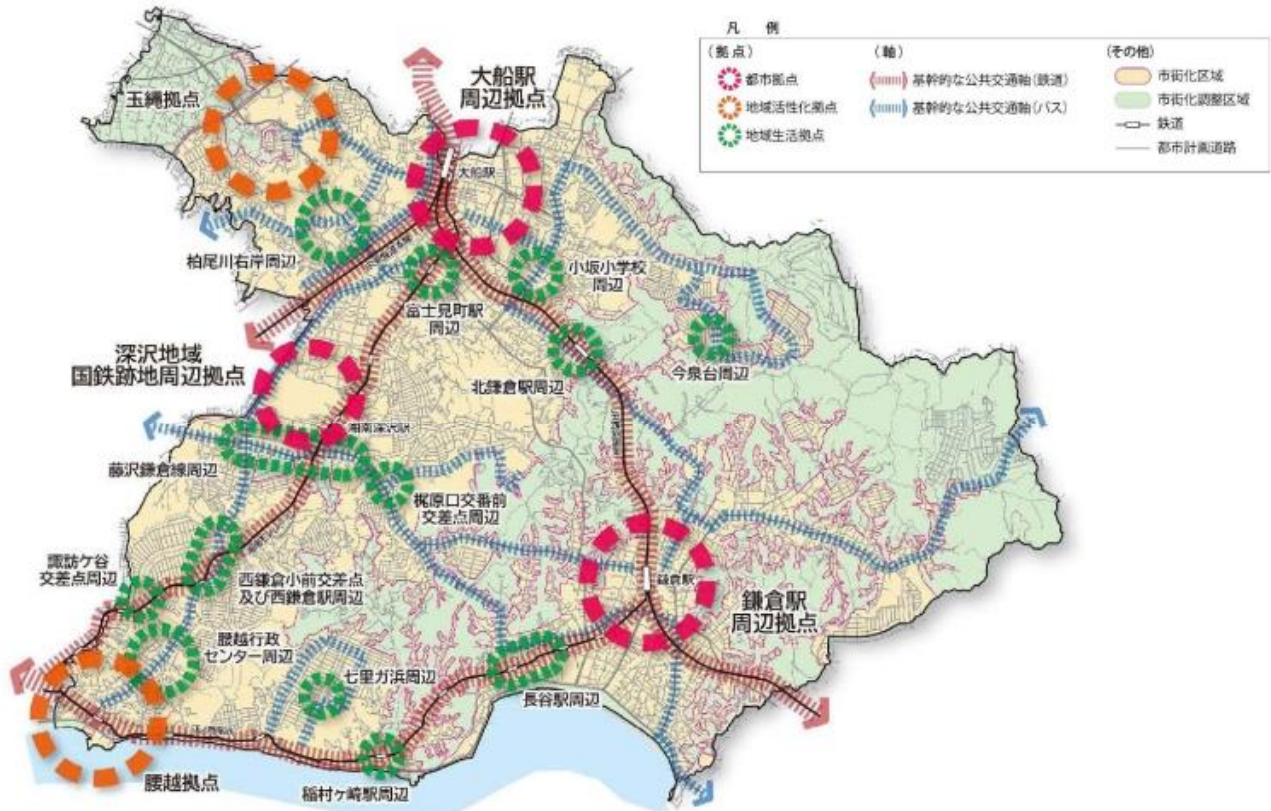 凡 例
(拠点)
都市拠点
地域活性化拠点
地域生活拠点
(軸)
基幹的な公共交通軸(鉄道)
基幹的な公共交通軸(バス)
(その他)
市街化区域
市街化調整区域
鉄道
都市計画道路
玉縄拠点
大船駅
周辺拠点
大船駅
柏尾川右岸周辺
小坂小学校
周辺
富士見町駅
周辺
深沢地域
国鉄跡地周辺拠点
北鎌倉駅周辺
今泉台周辺
湘南深沢駅
藤沢鎌倉線周辺
梶原口交番前
交差点周辺
諏訪ケ谷
交差点周辺
西鎌倉小前交差点
及び西鎌倉駅周辺
鎌倉駅
鎌倉駅
周辺拠点
腰越行政
センター周辺
七里ガ浜周辺
長谷駅周辺
腰越拠点
稲村ヶ崎駅周辺